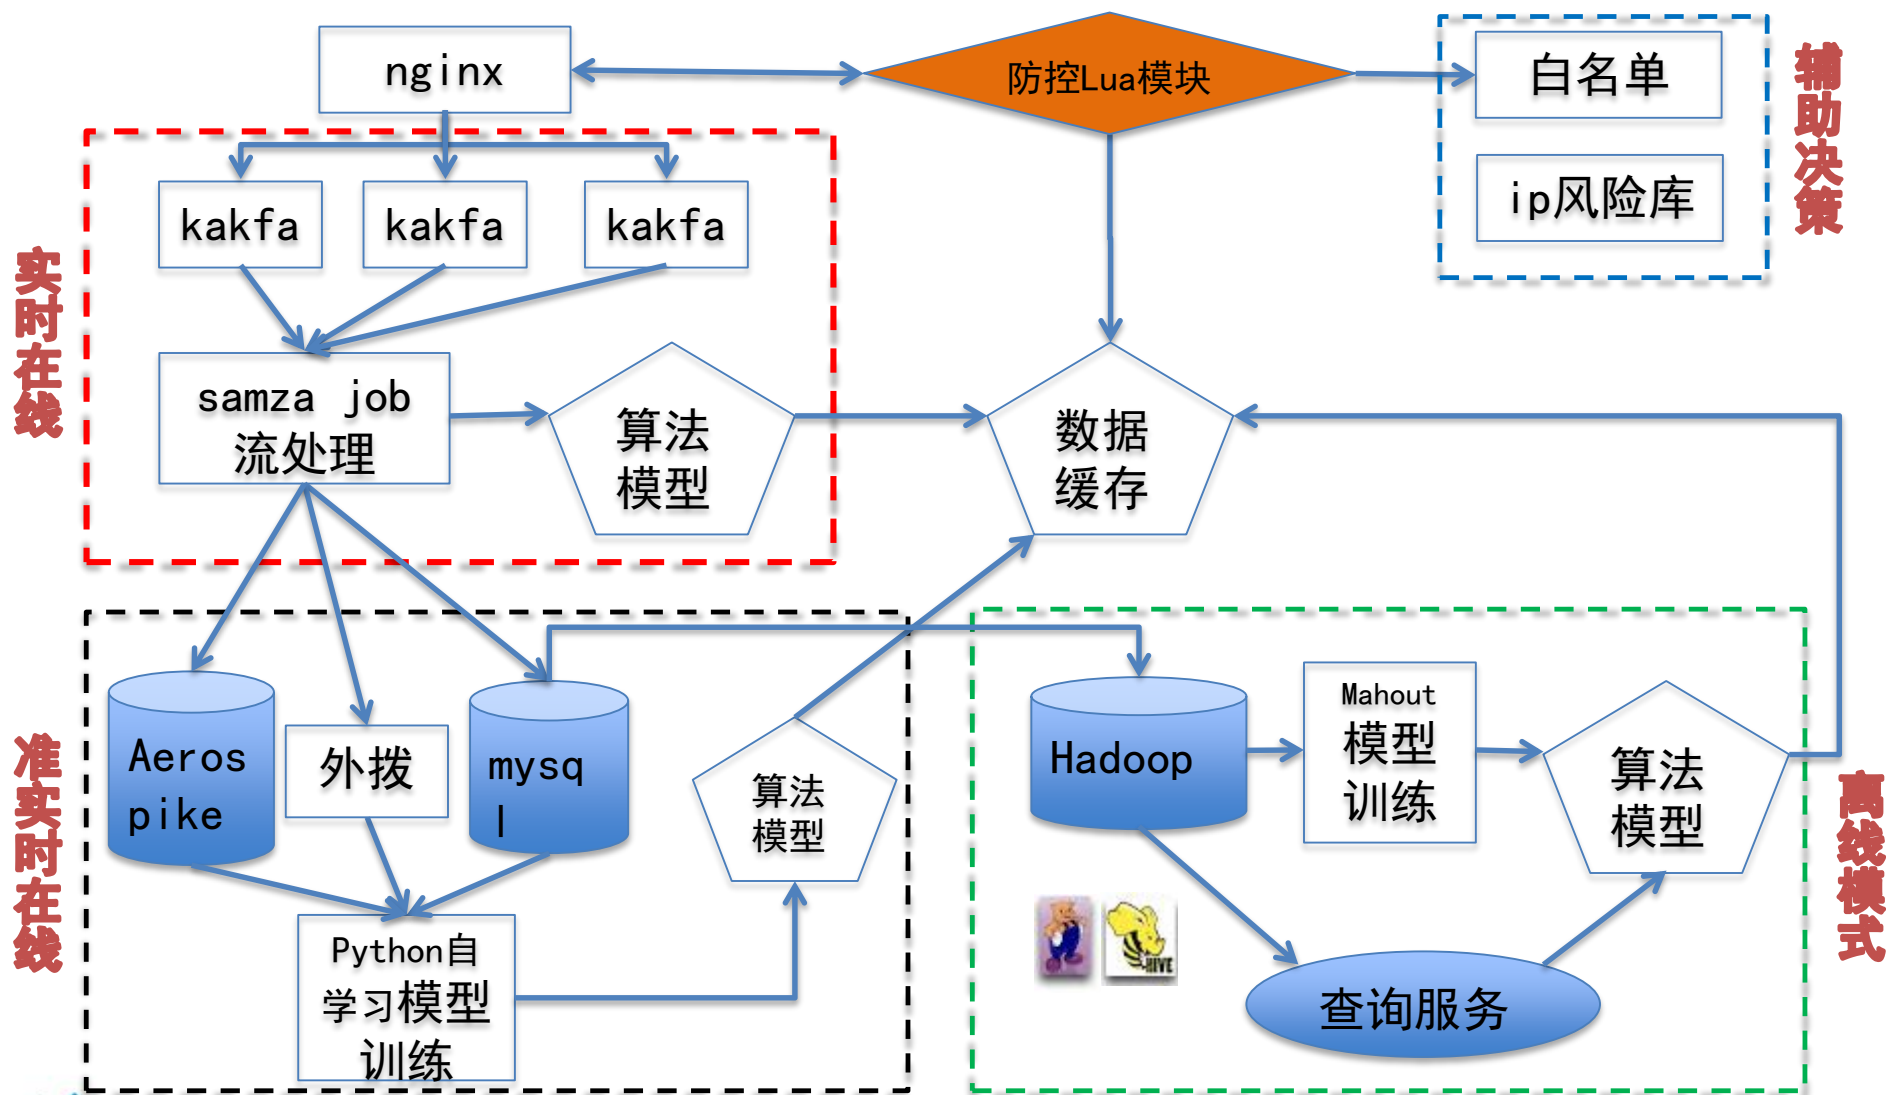 nginx
防控Lua模块
白名单
ip风险库
辅助决策
kakfa
kakfa
kakfa
实时在线
samza job
流处理
算法
模型
数据
缓存
准实时在线
Aeros
pike
外拨
mysq
l
算法
模型
Python自
学习模型
训练
Hadoop
Mahout
模型
训练
算法
模型
HIVE
查询服务
离线模式